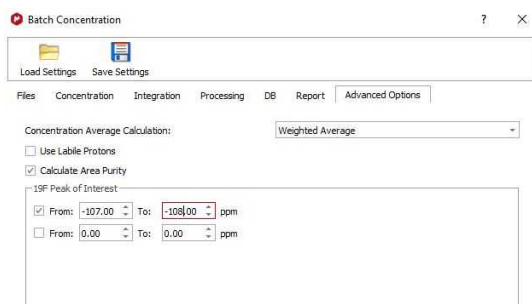 Batch Concentration ? ×
Load Settings Save Settings
Files Concentration Integration Processing DB Report Advanced Options
Concentration Average Calculation: Weighted Average
Use Labile Protons
Calculate Area Purity
19F Peak of Interest
From: -107.00 To: -108.00 ppm
From: 0.00 To: 0.00 ppm